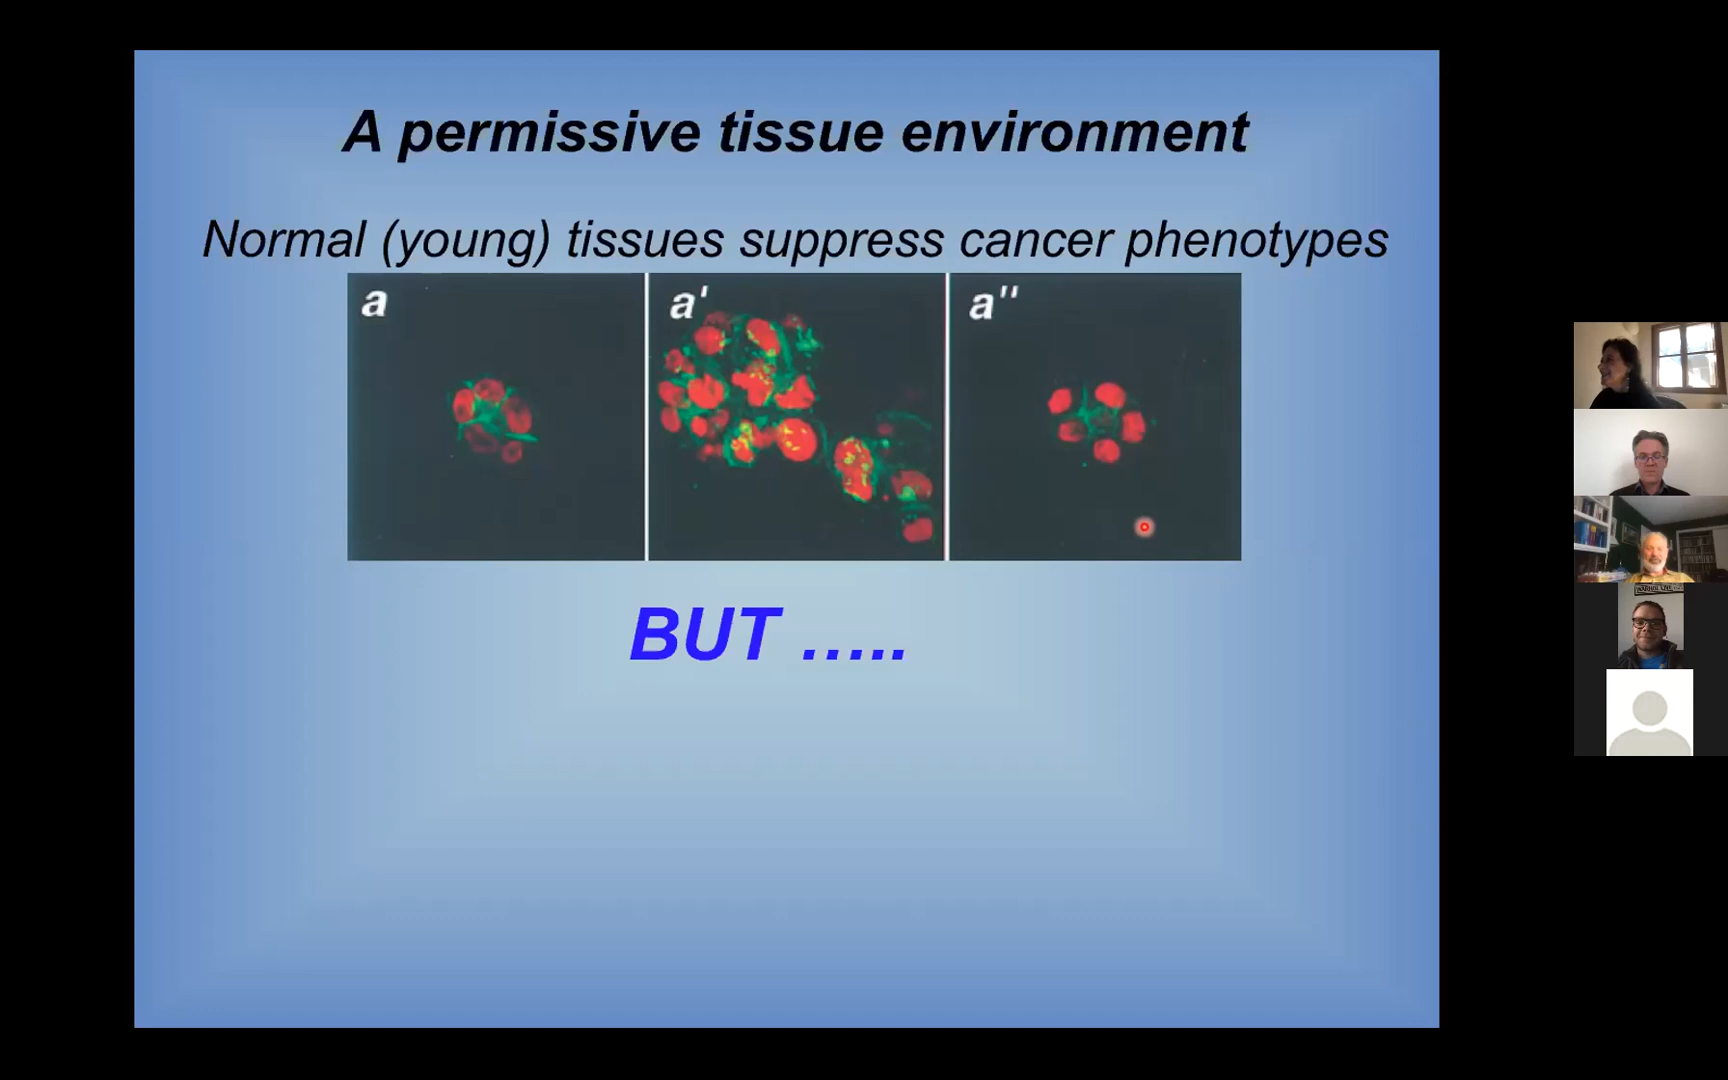 A permissive tissue environment
Normal (young) tissues suppress cancer phenotypes
a
a'
a"
BUT …..